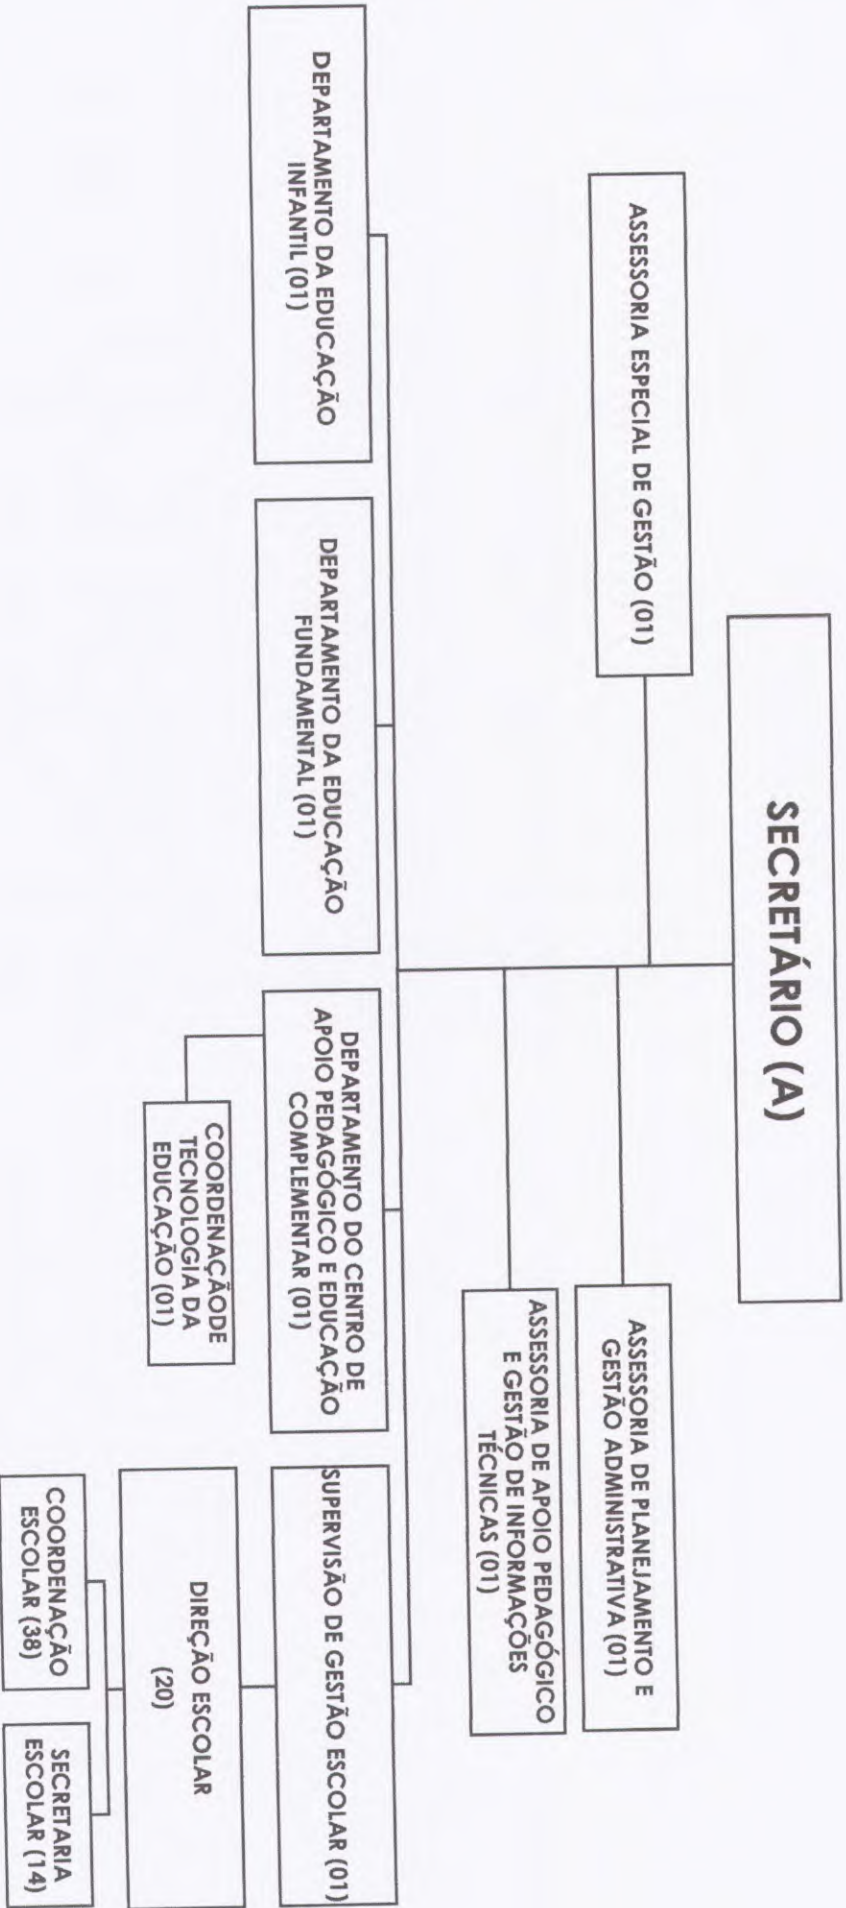 SECRETÁRIO (A)
ASSESSORIA ESPECIAL DE GESTÃO (01)
ASSESSORIA DE PLANEJAMENTO E
GESTÃO ADMINISTRATIVA (01)
ASSESSORIA DE APOIO PEDAGÓGICO
E GESTÃO DE INFORMAÇÕES
TÉCNICAS (01)
DEPARTAMENTO DA EDUCAÇÃO
INFANTIL (01)
DEPARTAMENTO DA EDUCAÇÃO
FUNDAMENTAL (01)
DEPARTAMENTO DO CENTRO DE
APOIO PEDAGÓGICO E EDUCAÇÃO
COMPLEMENTAR (01)
SUPERVISÃO DE GESTÃO ESCOLAR (01)
COORDENAÇÃODE
TECNOLOGIA DA
EDUCAÇÃO (01)
DIREÇÃO ESCOLAR
(20)
COORDENAÇÃO
ESCOLAR (38)
SECRETARIA
ESCOLAR (14)